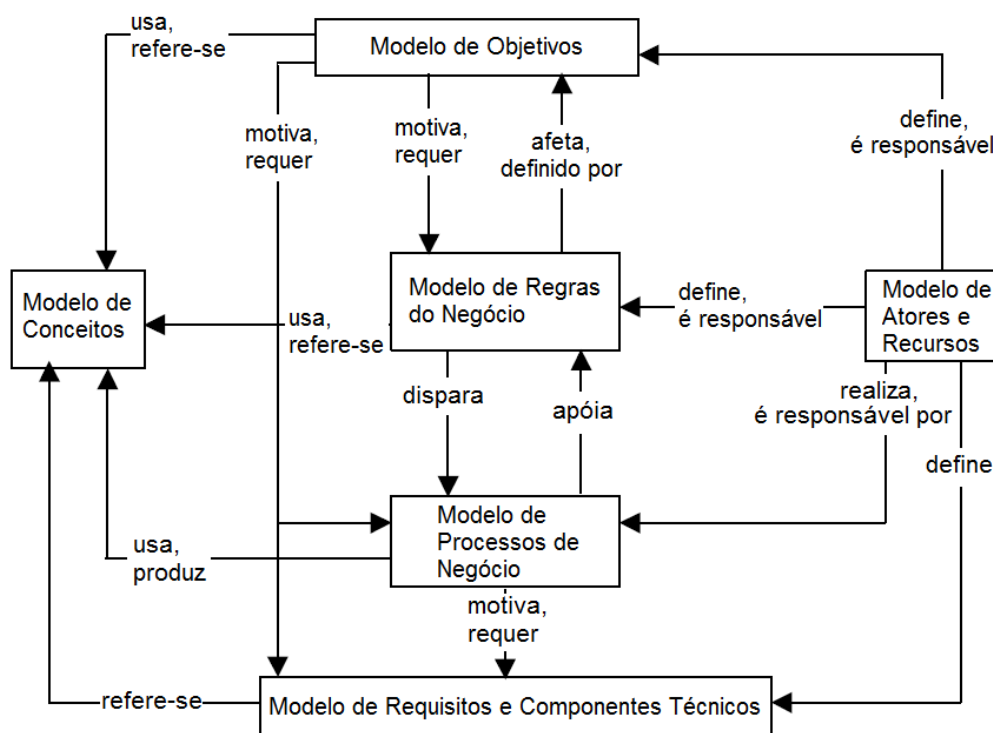 usa,
refere-se
Modelo de Objetivos
motiva,
requer
motiva,
requer
afeta,
definido por
define,
é responsável
Modelo de
Conceitos
usa,
refere-se
Modelo de Regras
do Negócio
define,
é responsável
Modelo de
Atores e
Recursos
dispara
apóia
realiza,
é responsável por
define
usa,
produz
Modelo de
Processos de
Negócio
motiva,
requer
refere-se
Modelo de Requisitos e Componentes Técnicos